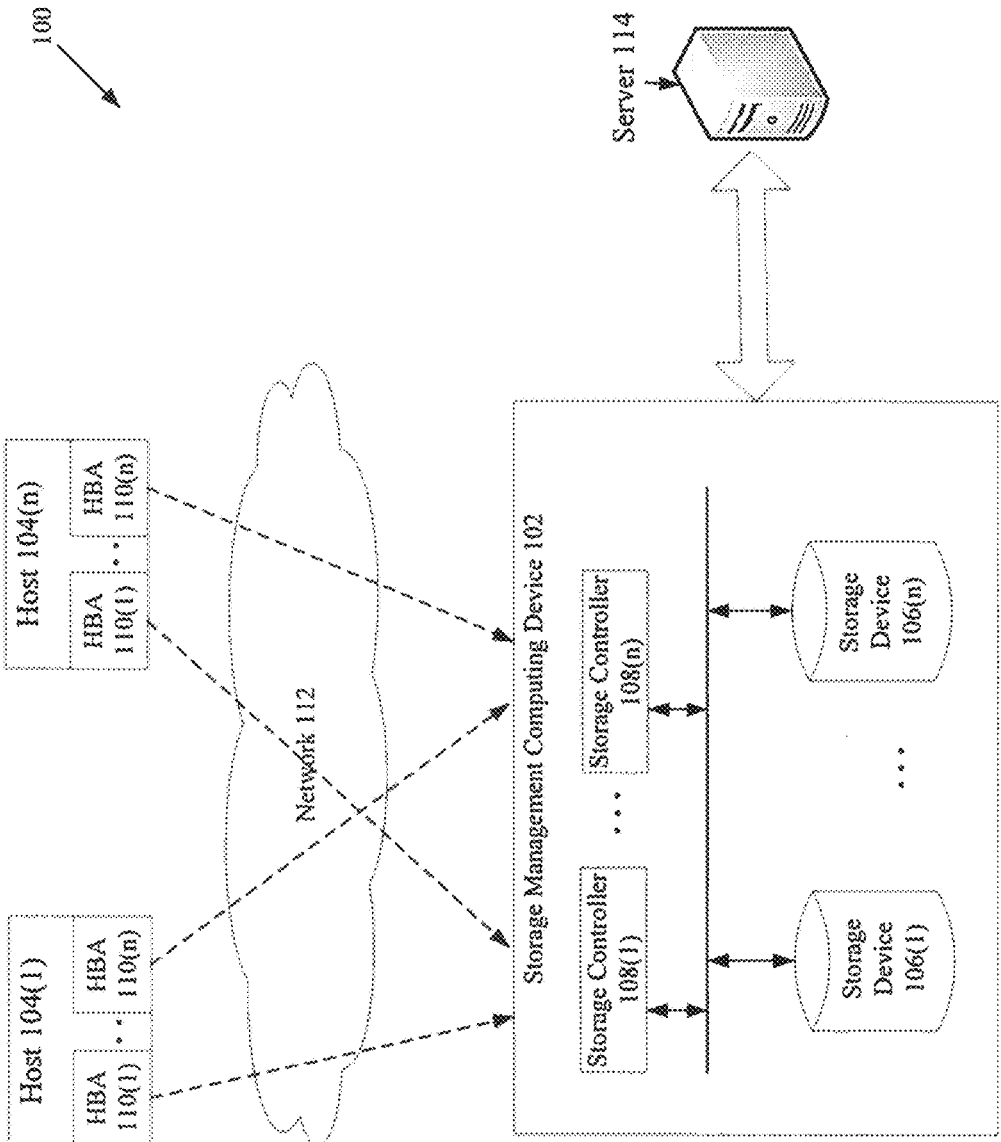 100
Host 104(1)
HBA
110(1)
• •
HBA
110(n)
Host 104(n)
HBA
110(1)
• •
HBA
110(n)
Network 112
Storage Management Computing Device 102
Storage Controller
108(1)
• • •
Storage Controller
108(n)
Storage
Device
106(1)
• • •
Storage
Device
106(n)
Server 114